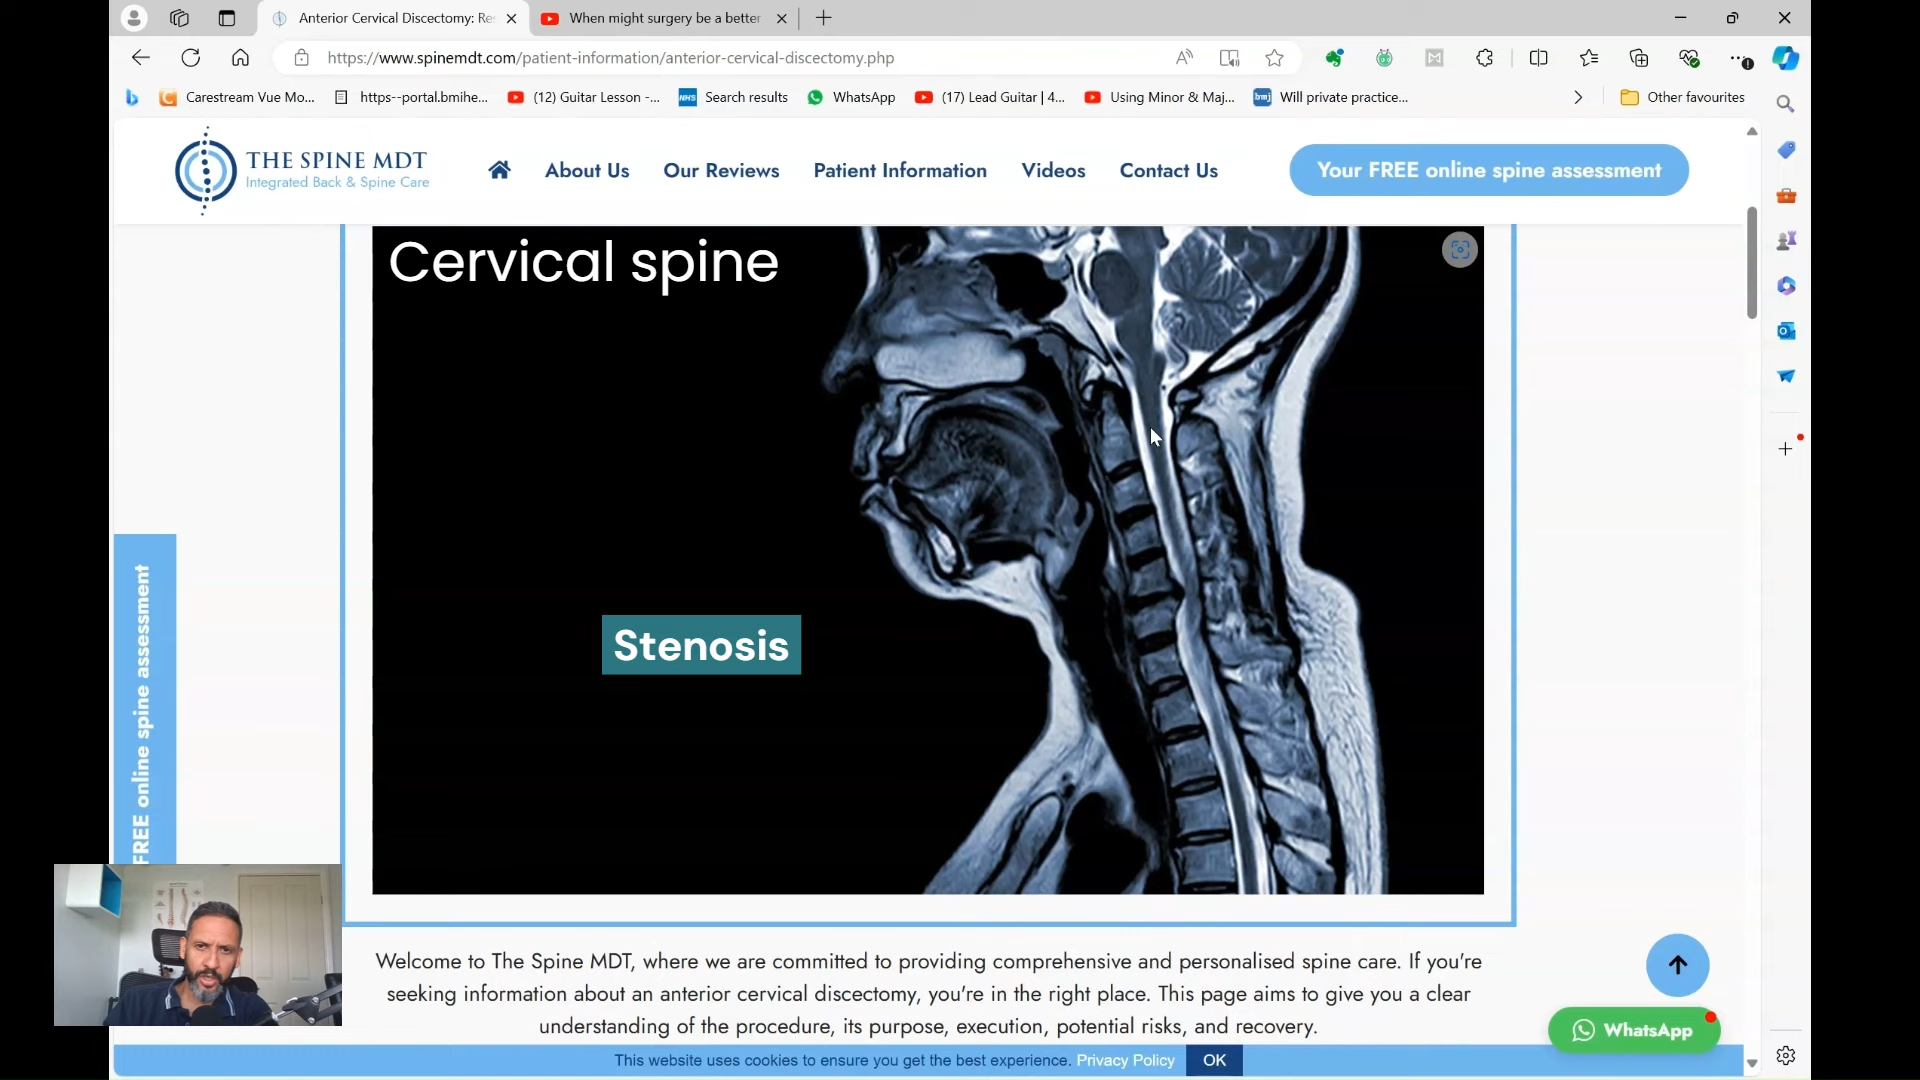 Anterior Cervical Discectomy: Re
When might surgery be a better
https://www.spinemdt.com/patient-information/anterior-cervical-discectomy.php
Carestream Vue Mo...
https--portal.bmihe...
(12) Guitar Lesson -...
NHS
Search results
WhatsApp
(17) Lead Guitar | 4...
Using Minor & Maj...
bmj
Will private practice...
Other favourites
THE SPINE MDT
Integrated Back & Spine Care
About Us
Our Reviews
Patient Information
Videos
Contact Us
Your FREE online spine assessment
Cervical spine
Stenosis
FREE online spine assessment
Welcome to The Spine MDT, where we are committed to providing comprehensive and personalised spine care. If you're
seeking information about an anterior cervical discectomy, you're in the right place. This page aims to give you a clear
understanding of the procedure, its purpose, execution, potential risks, and recovery.
WhatsApp
This website uses cookies to ensure you get the best experience. Privacy Policy
OK